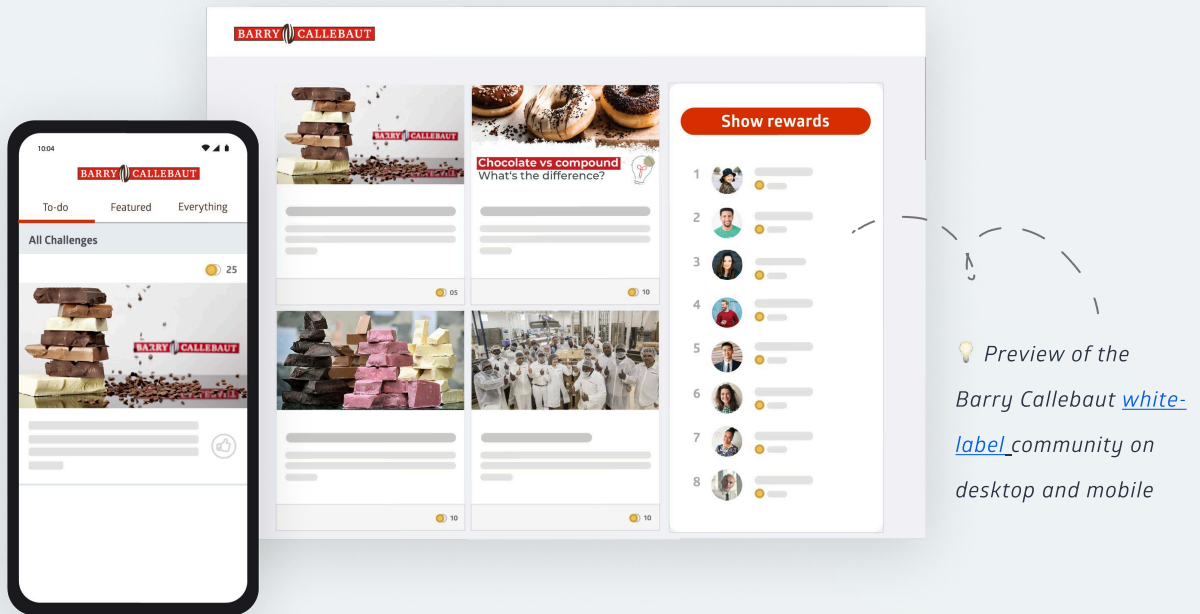 BARRY CALLEBAUT
10:04
BARRY CALLEBAUT
To-do Featured Everything
All Challenges
25
BARRY CALLEBAUT
BARRY CALLEBAUT
05
Chocolate vs compound
What's the difference?
10
10
10
Show rewards
1
2
3
4
5
6
7
8
Preview of the
Barry Callebaut white-
label community on
desktop and mobile